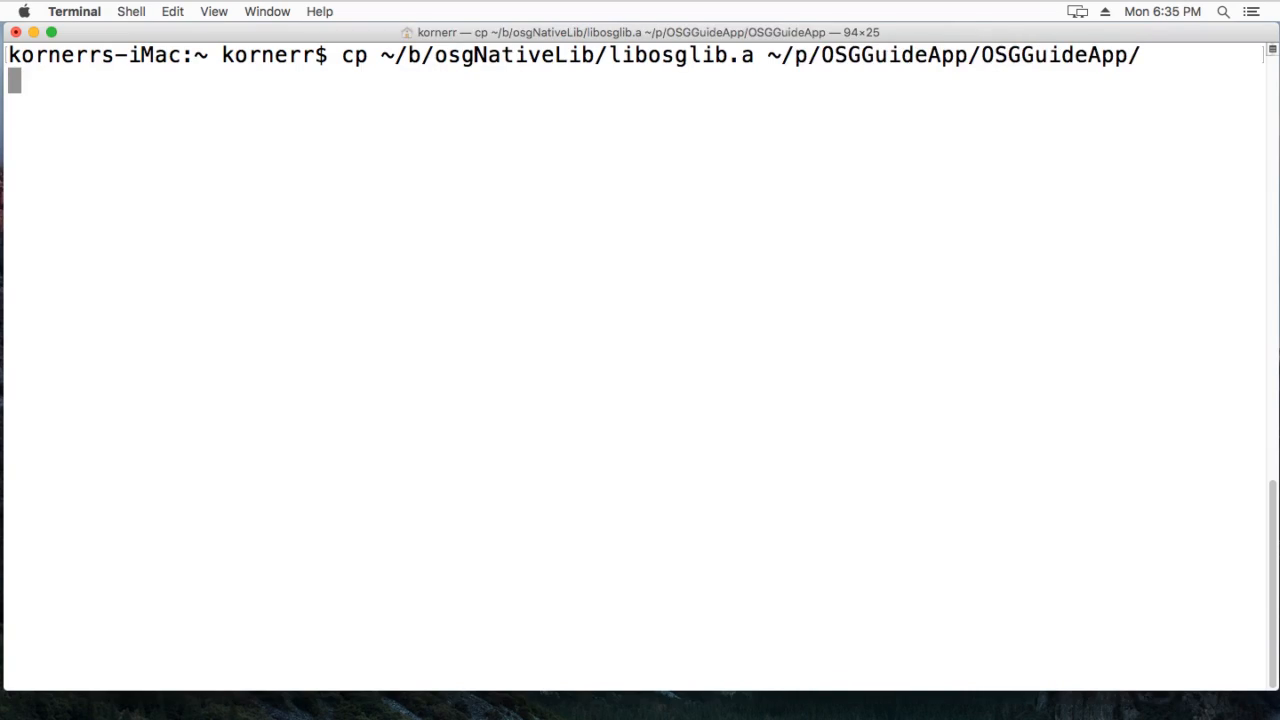 Terminal Shell Edit View Window Help Mon 6:35 PM
kornerr — cp ~/b/osgNativeLib/libosglib.a ~/p/OSGGuideApp/OSGGuideApp — 94×25
kornerrs-iMac:~ kornerr$ cp ~/b/osgNativeLib/libosglib.a ~/p/OSGGuideApp/OSGGuideApp/